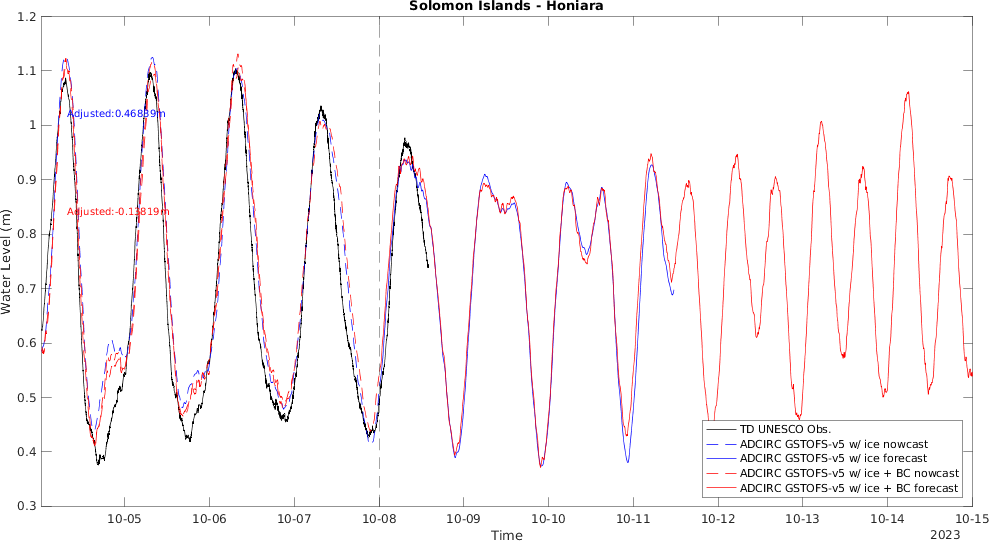 Solomon Islands - Honiara
1.2
1.1
1
0.9
0.8
0.7
0.6
0.5
0.4
0.3
Water Level (m)
Adjusted:0.46839m
Adjusted:-0.13819m
TD UNESCO Obs.
ADCIRC GSTOFS-v5 w/ ice nowcast
ADCIRC GSTOFS-v5 w/ ice forecast
ADCIRC GSTOFS-v5 w/ ice + BC nowcast
ADCIRC GSTOFS-v5 w/ ice + BC forecast
10-05 10-06 10-07 10-08 10-09 10-10 10-11 10-12 10-13 10-14 10-15
Time
2023